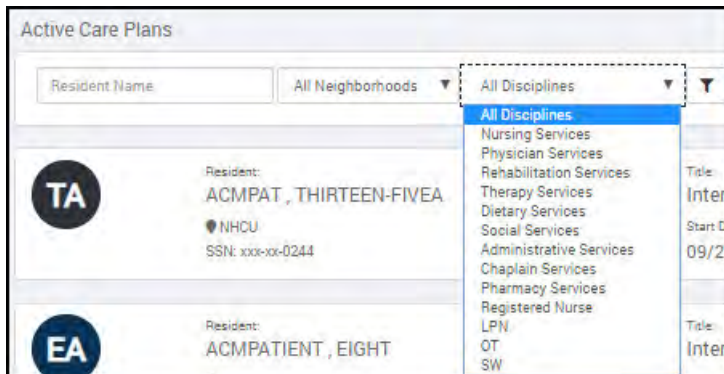 Active Care Plans
Resident Name
All Neighborhoods
All Disciplines
All Disciplines
Nursing Services
Physician Services
Rehabilitation Services
Therapy Services
Dietary Services
Social Services
Administrative Services
Chaplain Services
Pharmacy Services
Registered Nurse
LPN
OT
SW
TA
Resident:
ACMPAT , THIRTEEN-FIVEA
NHCU
SSN: xxx-xx-0244
Title:
Inter
Start D
09/2
EA
Resident:
ACMPATIENT , EIGHT
Title:
Inter